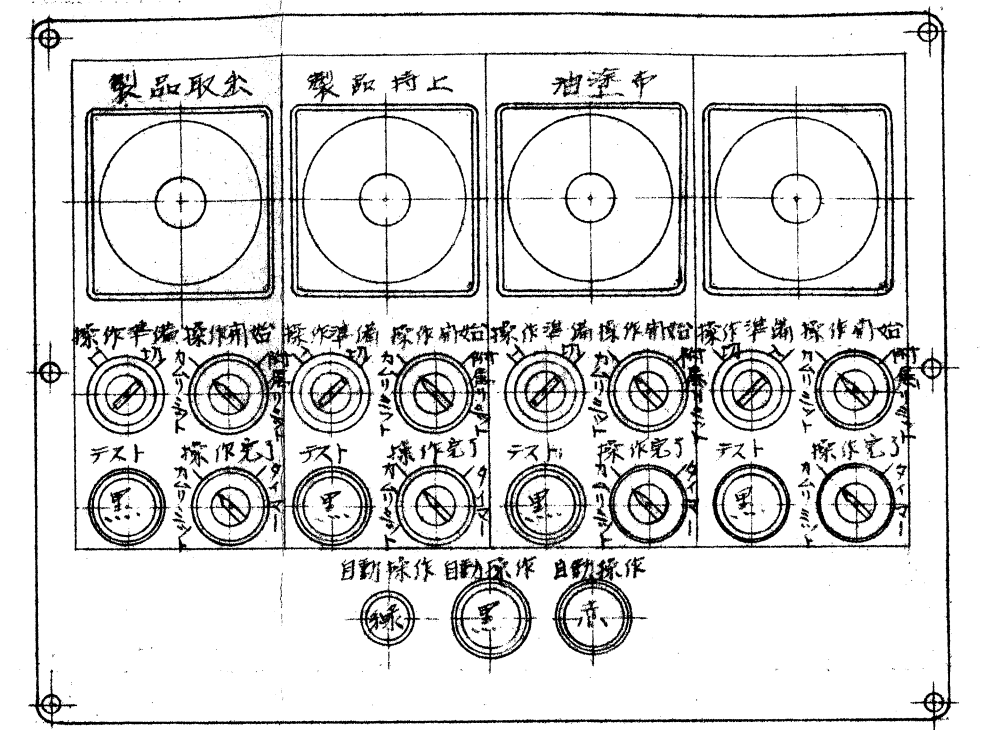 製品取出 製品持上 油塗布
操作準備 操作開始 操作準備 操作開始 操作準備 操作開始 操作準備 操作開始
入 切 カムリミット 附属リミット 入 切 カムリミット 附属リミット 入 切 カムリミット 附属リミット 切 入 カムリミット 附属リミット
テスト 操作完了 テスト 操作完了 テスト 操作完了 テスト 操作完了
黒 カムリミット タイマー 黒 カムリミット タイマー 黒 カムリミット タイマー 黒 カムリミット タイマー
自動操作 自動操作 自動操作
緑 黒 赤